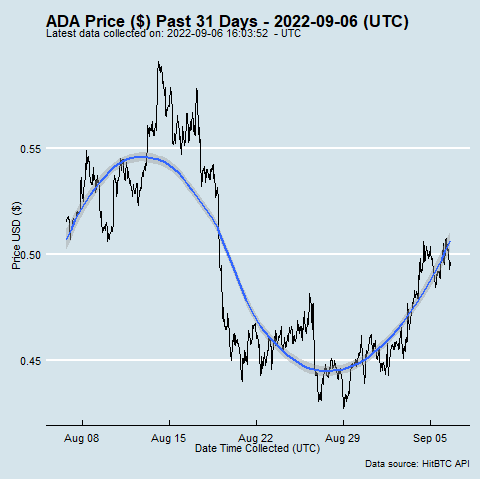 ADA Price ($) Past 31 Days - 2022-09-06 (UTC)
Latest data collected on: 2022-09-06 16:03:52 - UTC
0.55
0.50
0.45
Price USD ($)
Aug 08 Aug 15 Aug 22 Aug 29 Sep 05
Date Time Collected (UTC)
Data source: HitBTC API